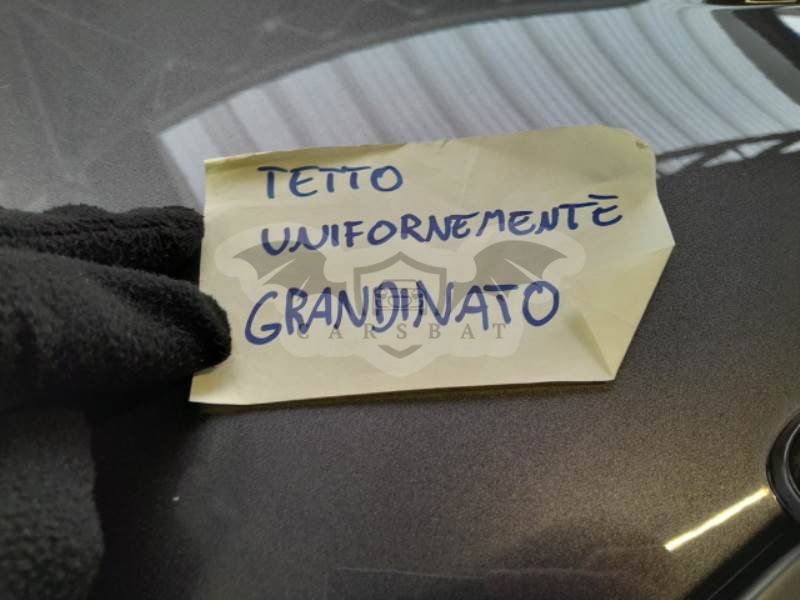 TETTO
UNIFORNEMENTÈ
GRANDINATO
CARSBAT